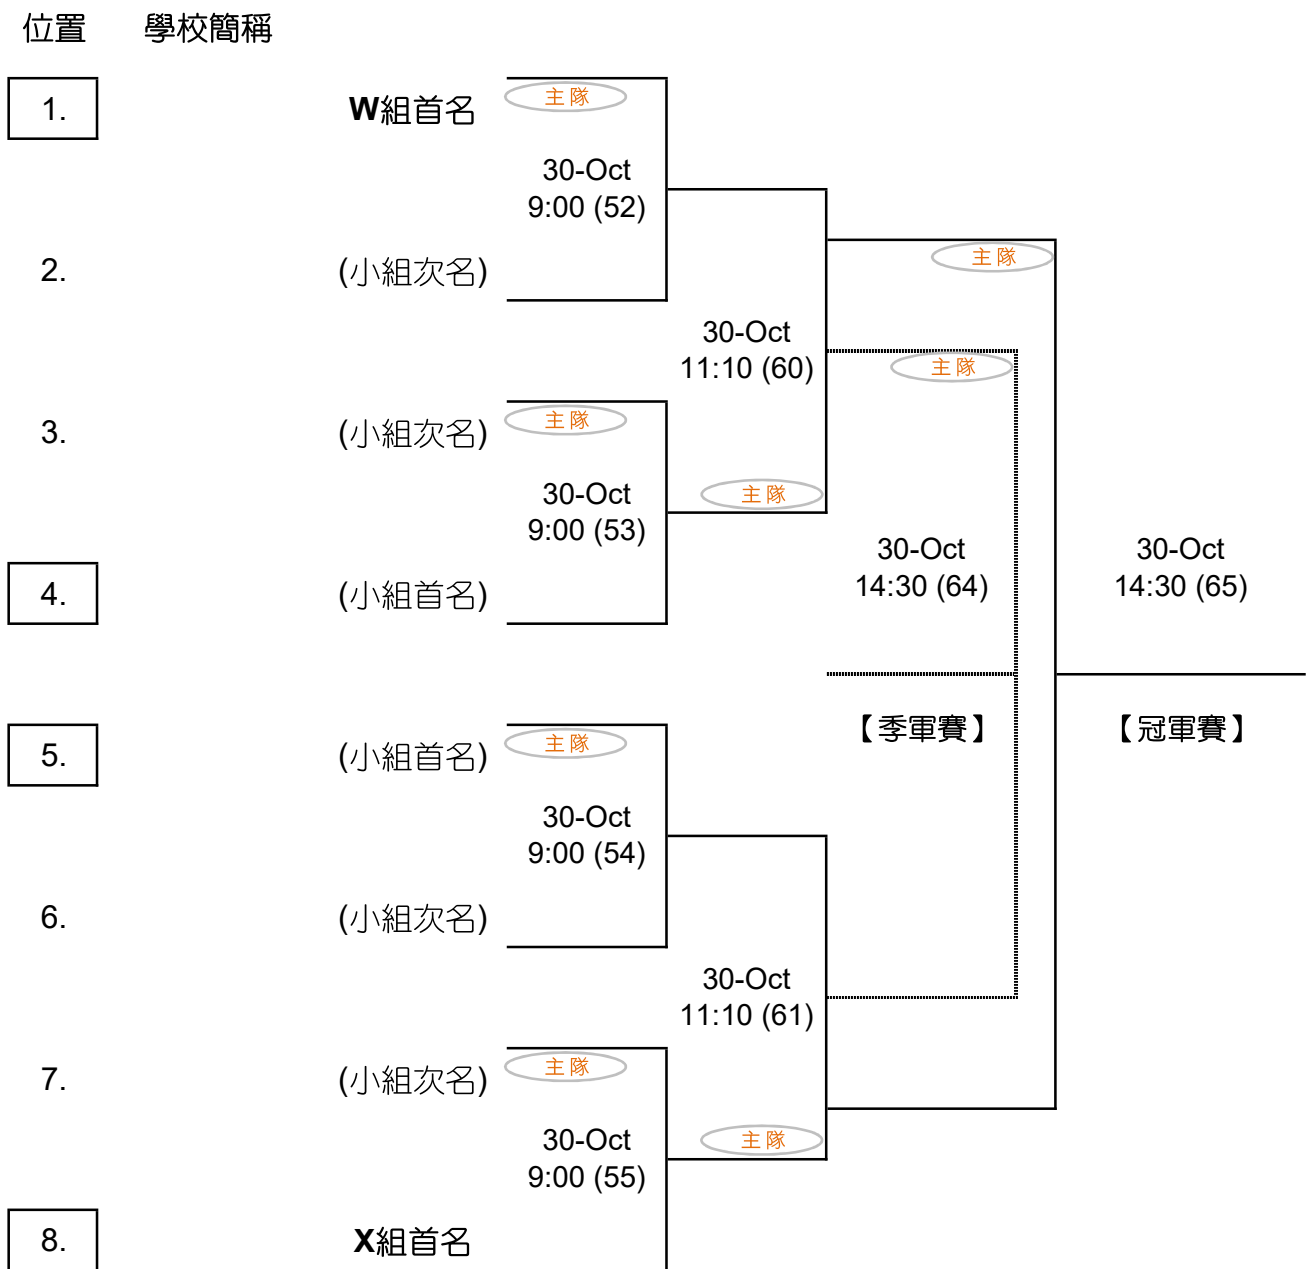 位置 學校簡稱
1. W組首名 主隊
30-Oct
9:00 (52)
主隊
2. (小組次名)
30-Oct
11:10 (60)
主隊
3. (小組次名) 主隊
30-Oct
9:00 (53)
主隊
30-Oct
14:30 (64)
30-Oct
14:30 (65)
4. (小組首名)
【季軍賽】 【冠軍賽】
5. (小組首名) 主隊
30-Oct
9:00 (54)
6. (小組次名)
30-Oct
11:10 (61)
7. (小組次名) 主隊
30-Oct
9:00 (55)
主隊
8. X組首名